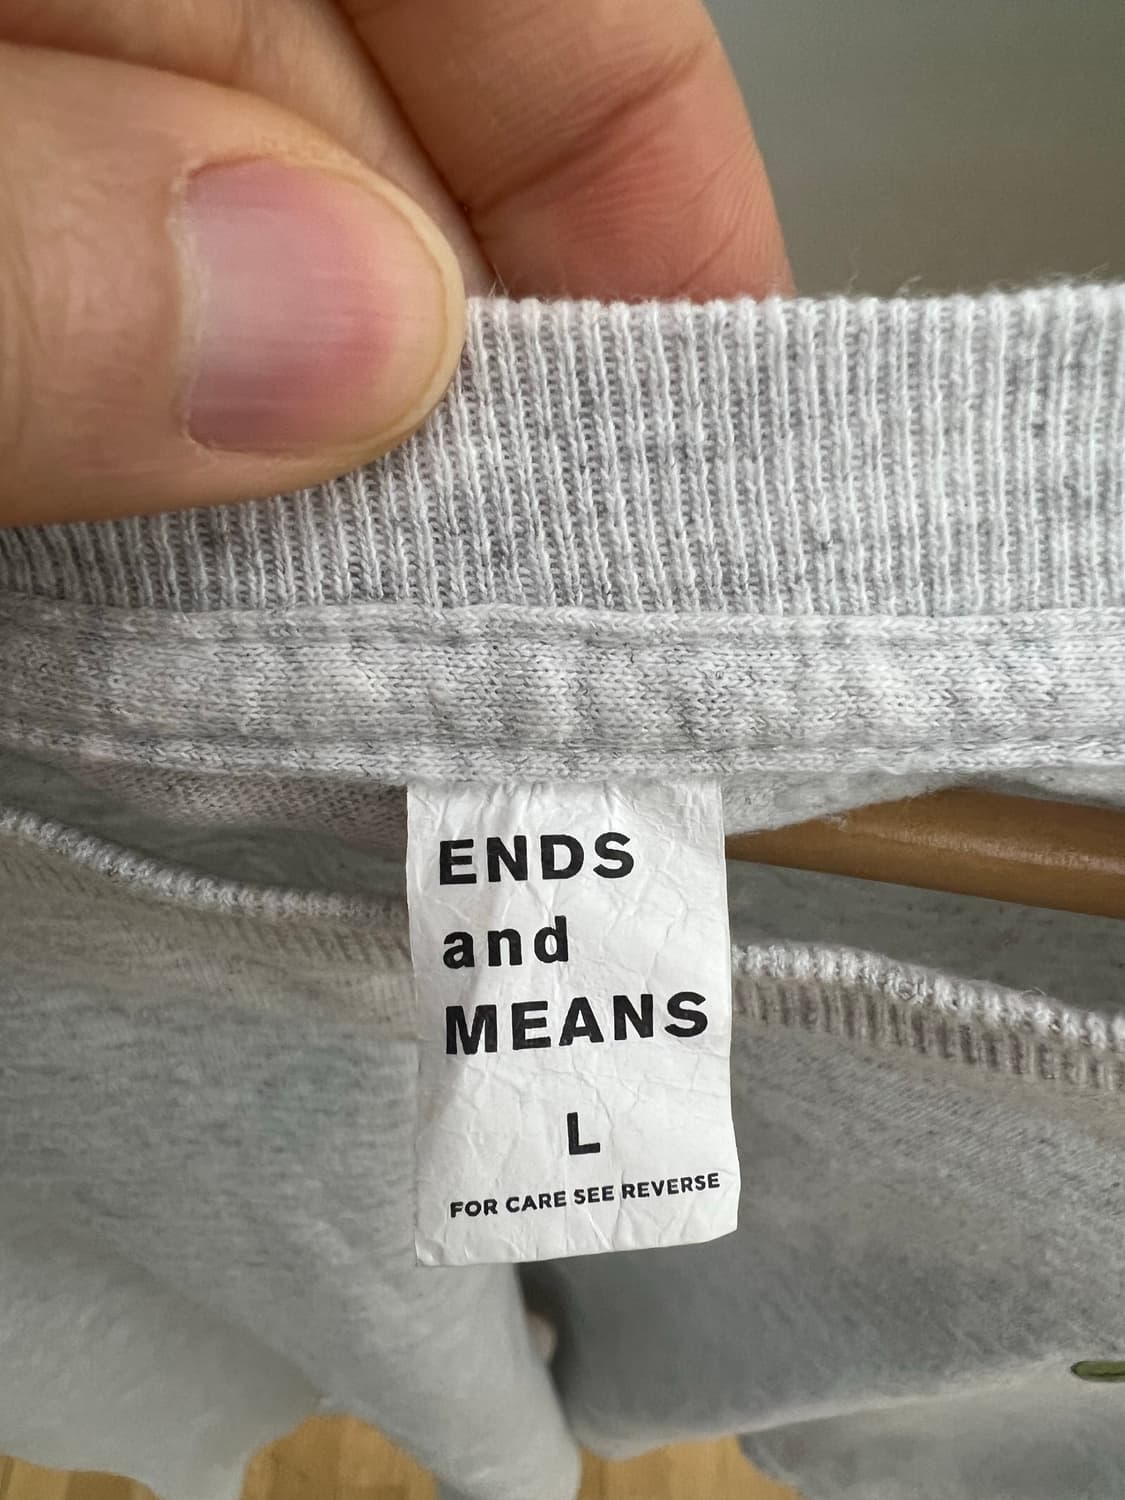 ENDS
and
MEANS
L
FOR CARE SEE REVERSE